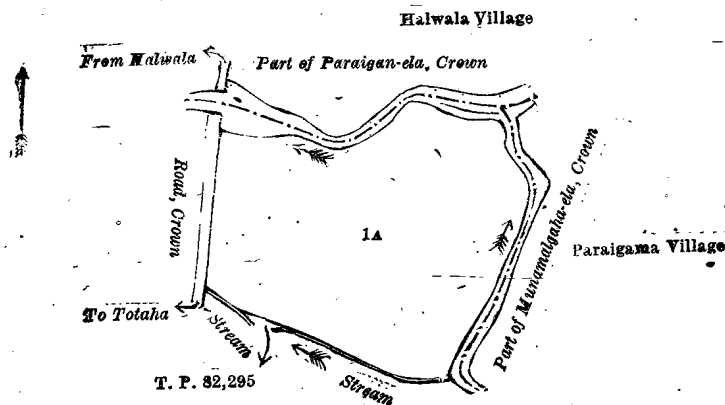 Halwala Village
From Nalwala
Part of Paraigan-ela, Crown
Road, Crown
1A
Part of Munamalgaha-ela, Crown
Paraigama Village
To Totaha
Stream
Stream
T. P. 82,295